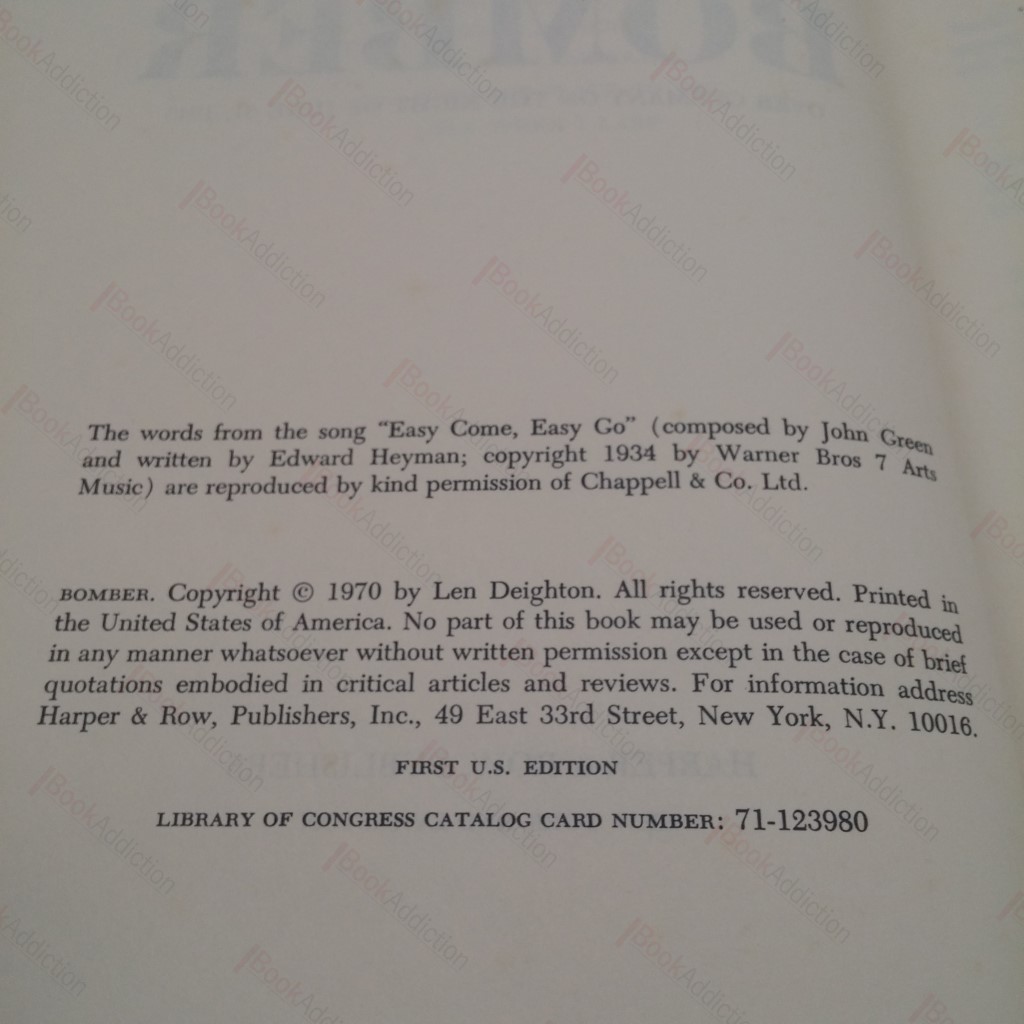 The words from the song “Easy Come, Easy Go” (composed by John Green
and written by Edward Heyman; copyright 1934 by Warner Bros 7 Arts
Music) are reproduced by kind permission of Chappell & Co. Ltd.
BOMBER. Copyright © 1970 by Len Deighton. All rights reserved. Printed in
the United States of America. No part of this book may be used or reproduced
in any manner whatsoever without written permission except in the case of brief
quotations embodied in critical articles and reviews. For information address
Harper & Row, Publishers, Inc., 49 East 33rd Street, New York, N.Y. 10016.
FIRST U.S. EDITION
LIBRARY OF CONGRESS CATALOG CARD NUMBER: 71-123980
BookAddiction